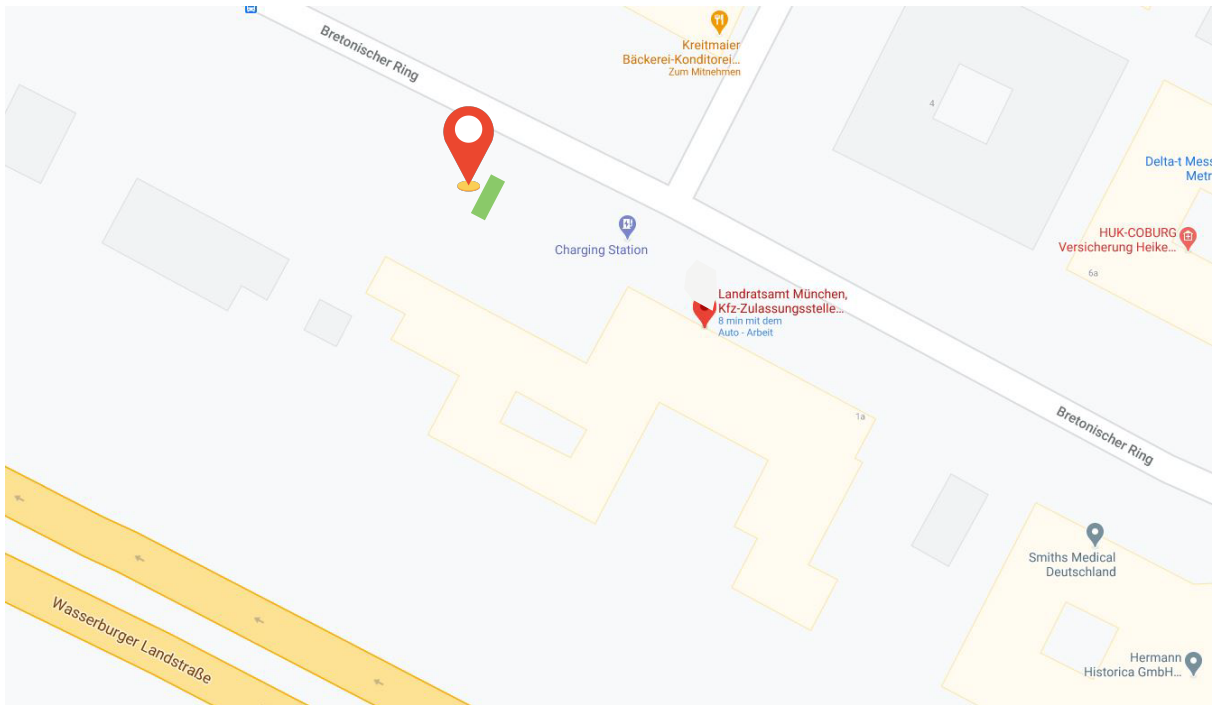 Bretonischer Ring
Kreitmaier
Bäckerei-Konditorei...
Zum Mitnehmen
4
Delta-t Mess
Metr
Charging Station
HUK-COBURG
Versicherung Heike...
6a
Landratsamt München,
Kfz-Zulassungsstelle...
8 min mit dem
Auto - Arbeit
1a
Bretonischer Ring
Smiths Medical
Deutschland
Wasserburger Landstraße
Hermann
Historica GmbH...